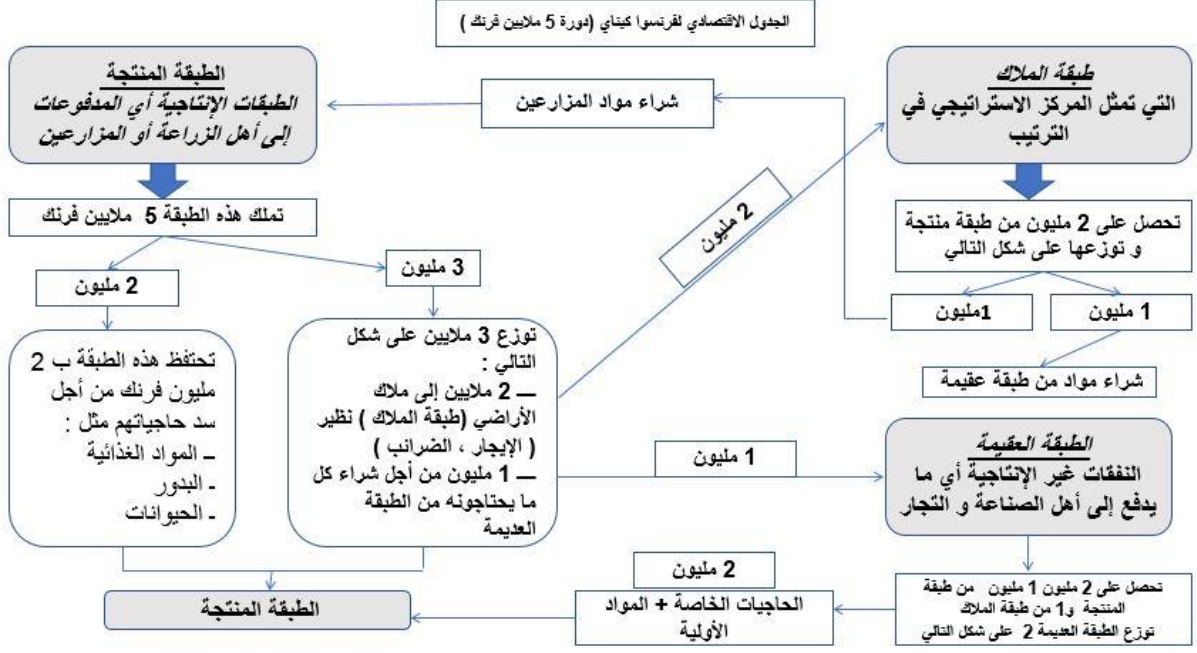 الجدول الاقتصادي لفرنسوا كيناي (دورة 5 ملايين فرنك )
الطبقة المنتجة
الطبقات الإنتاجية أي المدفوعات
إلى أهل الزراعة أو المزارعين
شراء مواد المزارعين
طبقة الملاك
التي تمثل المركز الاستراتيجي في
الترتيب
تملك هذه الطبقة 5 ملايين فرنك
2 مليون
3 مليون
2 مليون
تحصل على 2 مليون من طبقة منتجة
و توزعها على شكل التالي
1مليون
1 مليون
شراء مواد من طبقة عقيمة
تحتفظ هذه الطبقة ب 2
مليون فرنك من أجل
سد حاجياتهم مثل :
ـ المواد الغذائية
ـ البدور
ـ الحيوانات
توزع 3 ملايين على شكل
التالي :
ــ 2 ملايين إلى ملاك
الأراضي (طبقة الملاك ) نظير
( الإيجار ، الضرائب )
ــ 1 مليون من أجل شراء كل
ما يحتاجونه من الطبقة
العديمة
1 مليون
الطبقة العقيمة
النفقات غير الإنتاجية أي ما
يدفع إلى أهل الصناعة و التجار
تحصل على 2 مليون 1 مليون من طبقة
المنتجة و1 من طبقة الملاك
توزع الطبقة العديمة 2 على شكل التالي
2 مليون
الحاجيات الخاصة + المواد
الأولية
الطبقة المنتجة